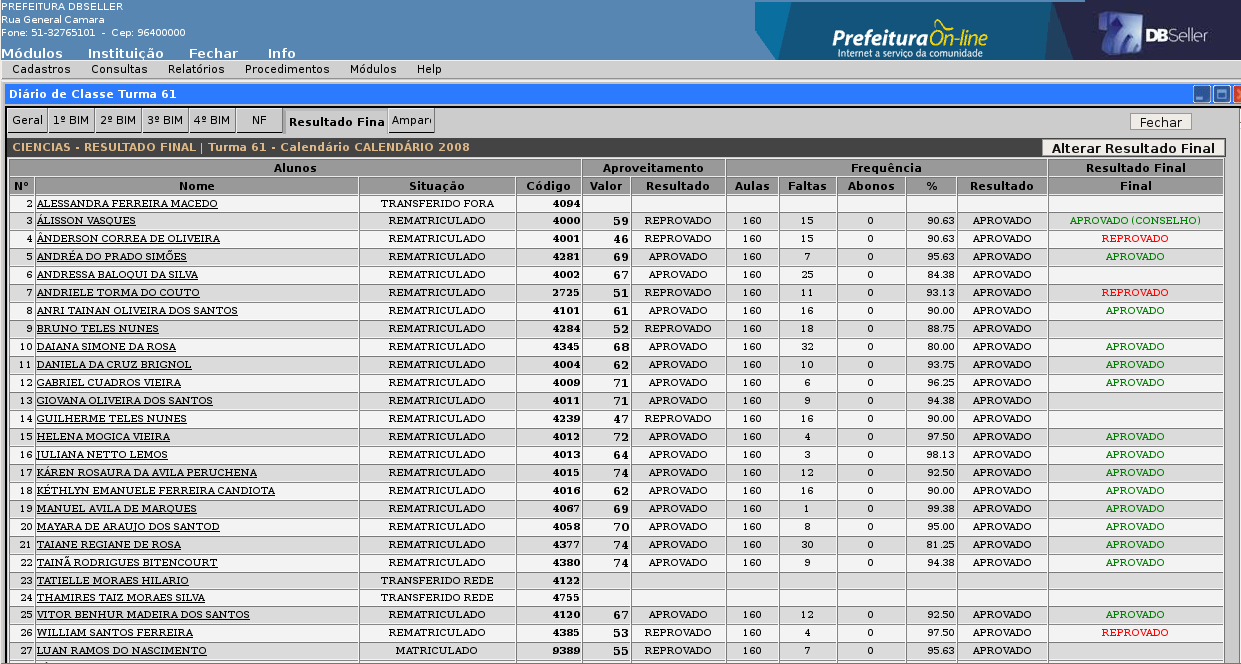 PREFEITURA DBSELLER
Rua General Camara
Fone: 51-32765101 - Cep: 96400000
PrefeituraOn-line
Internet a serviço da comunidade
DBSeller
Módulos Instituição Fechar Info
Cadastros Consultas Relatórios Procedimentos Módulos Help
Diário de Classe Turma 61
Geral 1º BIM 2º BIM 3º BIM 4º BIM NF Resultado Fina Ampar
Fechar
CIENCIAS - RESULTADO FINAL | Turma 61 - Calendário CALENDÁRIO 2008
Alterar Resultado Final
Alunos Aproveitamento Frequência Resultado Final
Nº Nome Situação Código Valor Resultado Aulas Faltas Abonos % Resultado Final
2 ALESSANDRA FERREIRA MACEDO TRANSFERIDO FORA 4094
3 ÁLISSON VASQUES REMATRICULADO 4000 59 REPROVADO 160 15 0 90.63 APROVADO APROVADO (CONSELHO)
4 ÂNDERSON CORREA DE OLIVEIRA REMATRICULADO 4001 46 REPROVADO 160 15 0 90.63 APROVADO REPROVADO
5 ANDRÉA DO PRADO SIMÕES REMATRICULADO 4281 69 APROVADO 160 7 0 95.63 APROVADO APROVADO
6 ANDRESSA BALOQUI DA SILVA REMATRICULADO 4002 67 APROVADO 160 25 0 84.38 APROVADO
7 ANDRIELE TORMA DO COUTO REMATRICULADO 2725 51 REPROVADO 160 11 0 93.13 APROVADO REPROVADO
8 ANRI TAINAN OLIVEIRA DOS SANTOS REMATRICULADO 4101 61 APROVADO 160 16 0 90.00 APROVADO APROVADO
9 BRUNO TELES NUNES REMATRICULADO 4284 52 REPROVADO 160 18 0 88.75 APROVADO
10 DAIANA SIMONE DA ROSA REMATRICULADO 4345 68 APROVADO 160 32 0 80.00 APROVADO APROVADO
11 DANIELA DA CRUZ BRIGNOL REMATRICULADO 4004 62 APROVADO 160 10 0 93.75 APROVADO APROVADO
12 GABRIEL CUADROS VIEIRA REMATRICULADO 4009 71 APROVADO 160 6 0 96.25 APROVADO APROVADO
13 GIOVANA OLIVEIRA DOS SANTOS REMATRICULADO 4011 71 APROVADO 160 9 0 94.38 APROVADO
14 GUILHERME TELES NUNES REMATRICULADO 4239 47 REPROVADO 160 16 0 90.00 APROVADO
15 HELENA MOGICA VIEIRA REMATRICULADO 4012 72 APROVADO 160 4 0 97.50 APROVADO APROVADO
16 JULIANA NETTO LEMOS REMATRICULADO 4013 64 APROVADO 160 3 0 98.13 APROVADO APROVADO
17 KÁREN ROSAURA DA AVILA PERUCHENA REMATRICULADO 4015 74 APROVADO 160 12 0 92.50 APROVADO APROVADO
18 KÉTHLYN EMANUELE FERREIRA CANDIOTA REMATRICULADO 4016 62 APROVADO 160 16 0 90.00 APROVADO APROVADO
19 MANUEL AVILA DE MARQUES REMATRICULADO 4067 69 APROVADO 160 1 0 99.38 APROVADO APROVADO
20 MAYARA DE ARAUJO DOS SANTOD REMATRICULADO 4058 70 APROVADO 160 8 0 95.00 APROVADO APROVADO
21 TAIANE REGIANE DE ROSA REMATRICULADO 4377 74 APROVADO 160 30 0 81.25 APROVADO APROVADO
22 TAINÃ RODRIGUES BITENCOURT REMATRICULADO 4380 74 APROVADO 160 9 0 94.38 APROVADO APROVADO
23 TATIELLE MORAES HILARIO TRANSFERIDO REDE 4122
24 THAMIRES TAIZ MORAES SILVA TRANSFERIDO REDE 4755
25 VITOR BENHUR MADEIRA DOS SANTOS REMATRICULADO 4120 67 APROVADO 160 12 0 92.50 APROVADO APROVADO
26 WILLIAM SANTOS FERREIRA REMATRICULADO 4385 53 REPROVADO 160 4 0 97.50 APROVADO REPROVADO
27 LUAN RAMOS DO NASCIMENTO MATRICULADO 9389 55 REPROVADO 160 7 0 95.63 APROVADO